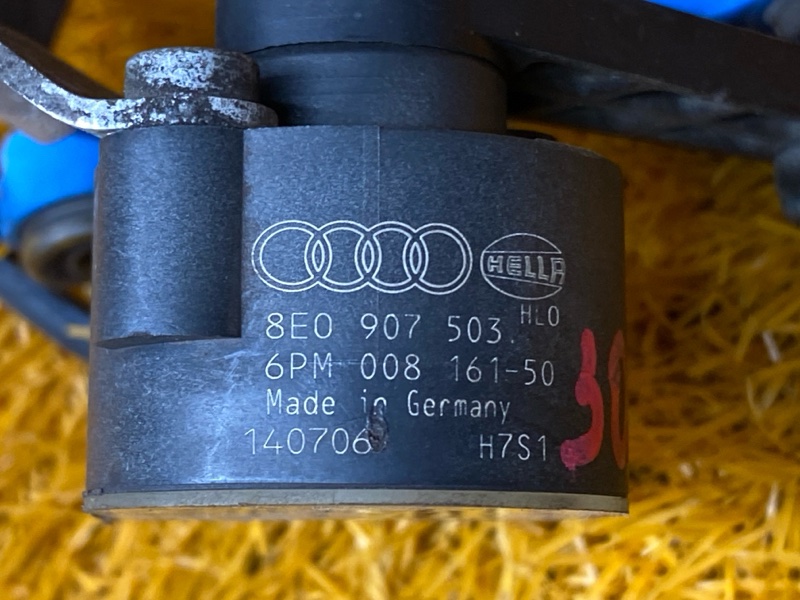 HELLA
HLO
8E0 907 503.
6PM 008 161-50
Made in Germany
140706
H7S1